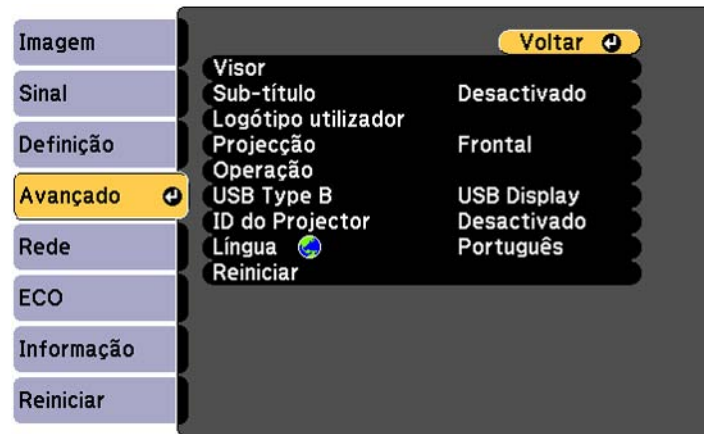 Imagem
Sinal
Definição
Avançado
Rede
ECO
Informação
Reiniciar
Voltar
Visor
Sub-título Desactivado
Logótipo utilizador
Projecção Frontal
Operação
USB Type B USB Display
ID do Projector Desactivado
Língua Português
Reiniciar